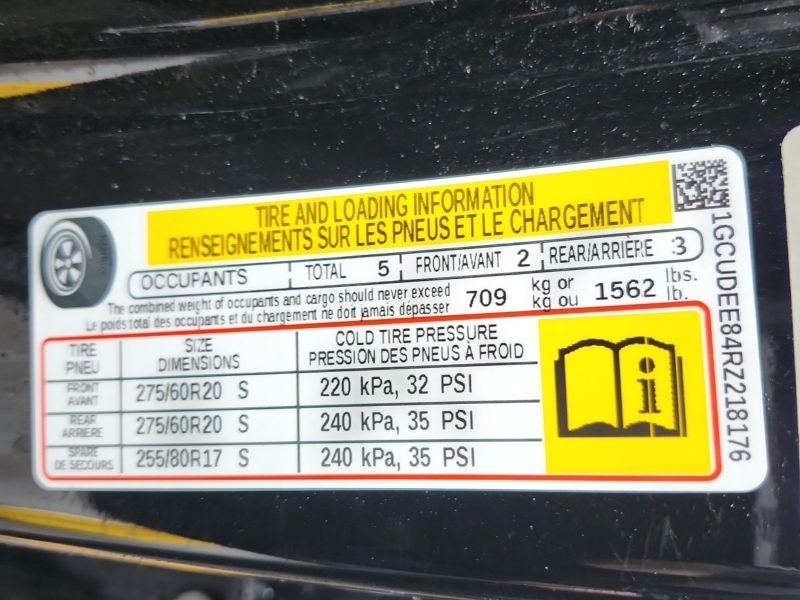 TIRE AND LOADING INFORMATION
RENSEIGNEMENTS SUR LES PNEUS ET LE CHARGEMENT
OCCUPANTS TOTAL 5 FRONT/AVANT 2 REAR/ARRIERE 3
The combined weight of occupants and cargo should never exceed 709 kg or 1562 lbs.
Le poids total des occupants et du chargement ne doit jamais dépasser kg ou lb.
TIRE SIZE COLD TIRE PRESSURE
PNEU DIMENSIONS PRESSION DES PNEUS À FROID
FRONT
AVANT 275/60R20 S 220 kPa, 32 PSI
REAR
ARRIÈRE 275/60R20 S 240 kPa, 35 PSI
SPARE
DE SECOURS 255/80R17 S 240 kPa, 35 PSI
i
1GCUDEE84RZ218176